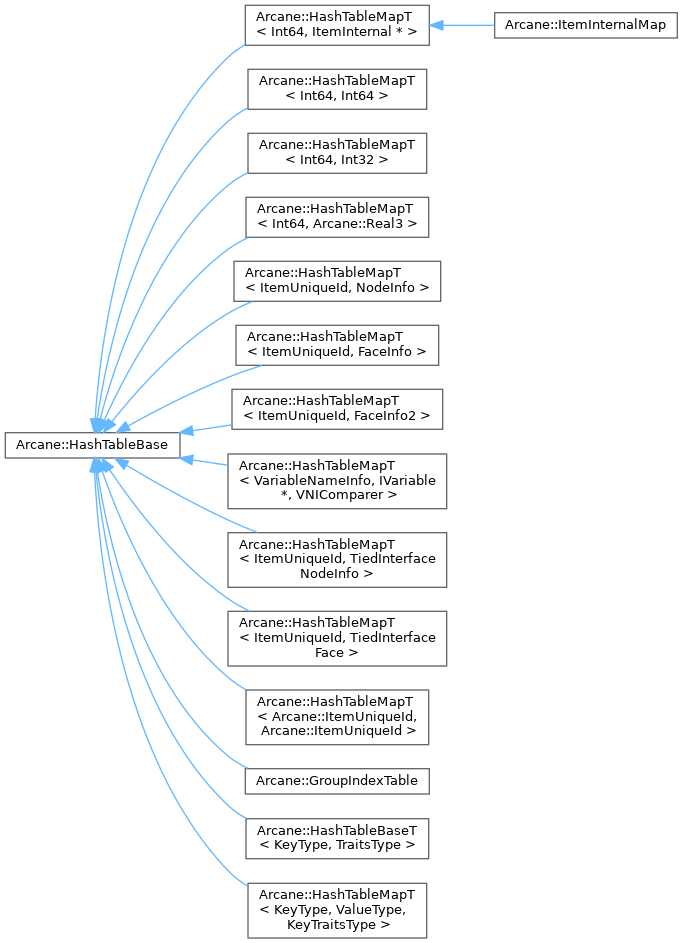 Arcane::HashTableMapT
< Int64, ItemInternal * >
Arcane::ItemInternalMap
Arcane::HashTableMapT
< Int64, Int64 >
Arcane::HashTableMapT
< Int64, Int32 >
Arcane::HashTableMapT
< Int64, Arcane::Real3 >
Arcane::HashTableMapT
< ItemUniqueId, NodeInfo >
Arcane::HashTableMapT
< ItemUniqueId, FaceInfo >
Arcane::HashTableMapT
< ItemUniqueId, FaceInfo2 >
Arcane::HashTableBase
Arcane::HashTableMapT
< VariableNameInfo, IVariable
*, VNIComparer >
Arcane::HashTableMapT
< ItemUniqueId, TiedInterface
NodeInfo >
Arcane::HashTableMapT
< ItemUniqueId, TiedInterface
Face >
Arcane::HashTableMapT
< Arcane::ItemUniqueId,
Arcane::ItemUniqueId >
Arcane::GroupIndexTable
Arcane::HashTableBaseT
< KeyType, TraitsType >
Arcane::HashTableMapT
< KeyType, ValueType,
KeyTraitsType >